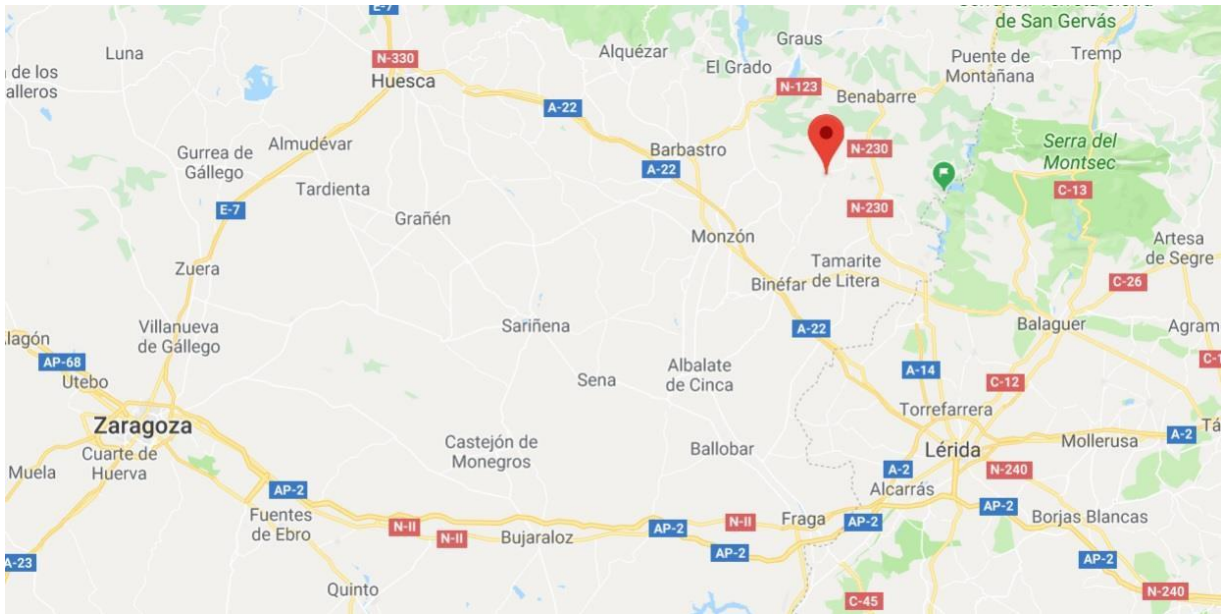 E-7
de San Gervás
Luna
Alquézar
Graus
Puente de
Montañana
Tremp
N-330
Huesca
El Grado
a de los
alleros
N-123
Benabarre
A-22
Almudévar
Gurrea de
Gállego
Barbastro
N-230
Serra del
Montsec
A-22
Tardienta
C-13
E-7
Grañén
N-230
Monzón
Artesa
de Segre
Zuera
Tamarite
de Litera
Binéfar
C-26
Villanueva
de Gállego
Sariñena
A-22
Balaguer
Agram
lagón
AP-68
Utebo
Sena
Albalate
de Cinca
A-14
C-12
C-1
Zaragoza
Torrefarrera
Tá
Cuarte de
Huerva
Castejón de
Monegros
Ballobar
Lérida
Mollerusa
A-2
Muela
A-2
N-240
AP-2
Alcarrás
Fuentes
de Ebro
N-II
N-II
Bujaraloz
AP-2
N-II
Fraga
AP-2
AP-2
Borjas Blancas
AP-2
AP-2
A-23
Quinto
C-45
N-240